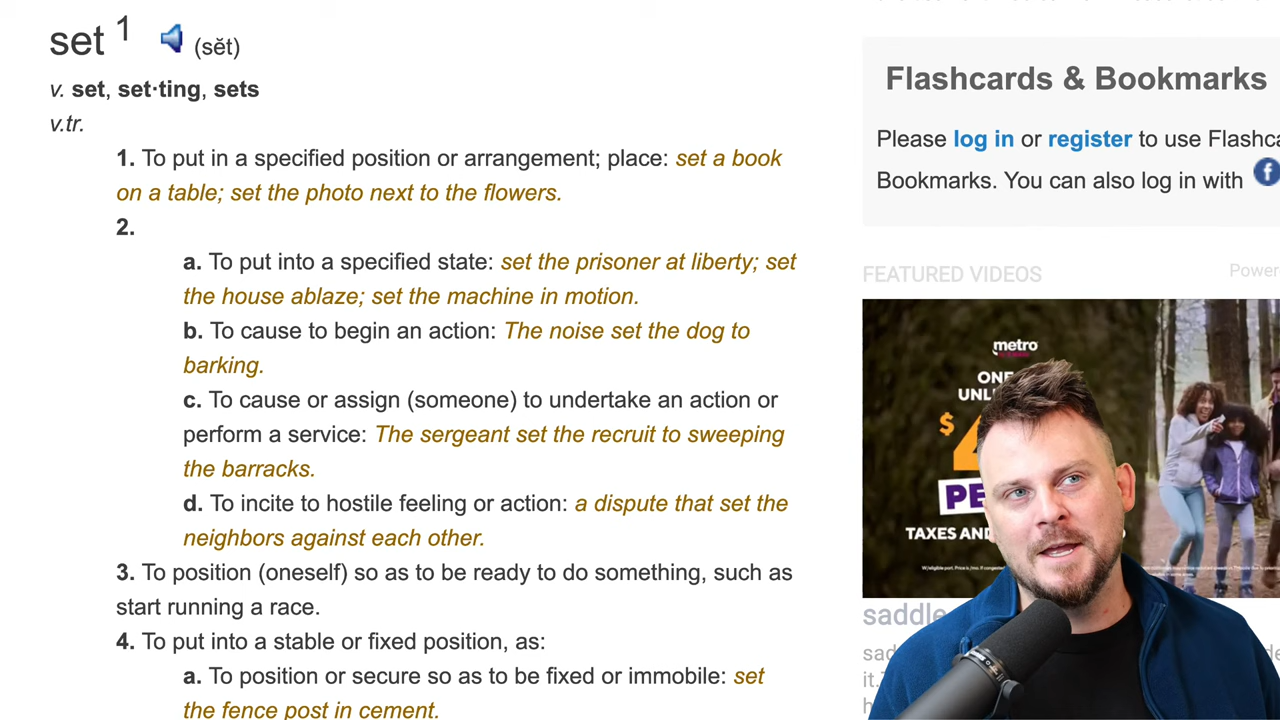 set 1 (sĕt)
v. set, set·ting, sets
v.tr.
1. To put in a specified position or arrangement; place: set a book
on a table; set the photo next to the flowers.
2.
a. To put into a specified state: set the prisoner at liberty; set
the house ablaze; set the machine in motion.
b. To cause to begin an action: The noise set the dog to
barking.
c. To cause or assign (someone) to undertake an action or
perform a service: The sergeant set the recruit to sweeping
the barracks.
d. To incite to hostile feeling or action: a dispute that set the
neighbors against each other.
3. To position (oneself) so as to be ready to do something, such as
start running a race.
4. To put into a stable or fixed position, as:
a. To position or secure so as to be fixed or immobile: set
the fence post in cement.
Flashcards & Bookmarks
Please log in or register to use Flashca
Bookmarks. You can also log in with f
FEATURED VIDEOS
Power
metro
ONE
UNL
$4
PE
TAXES AND
saddle
sad
it.